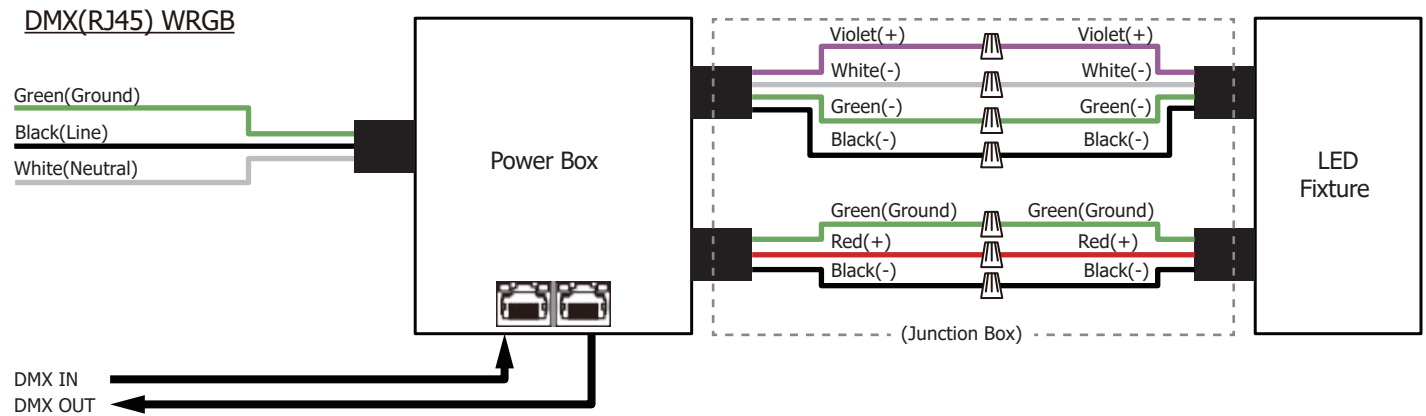 DMX(RJ45) WRGB
Green(Ground)
Black(Line)
White(Neutral)
Power Box
Violet(+) Violet(+)
White(-) White(-)
Green(-) Green(-)
Black(-) Black(-)
Green(Ground) Green(Ground)
Red(+) Red(+)
Black(-) Black(-)
(Junction Box)
LED
Fixture
DMX IN
DMX OUT